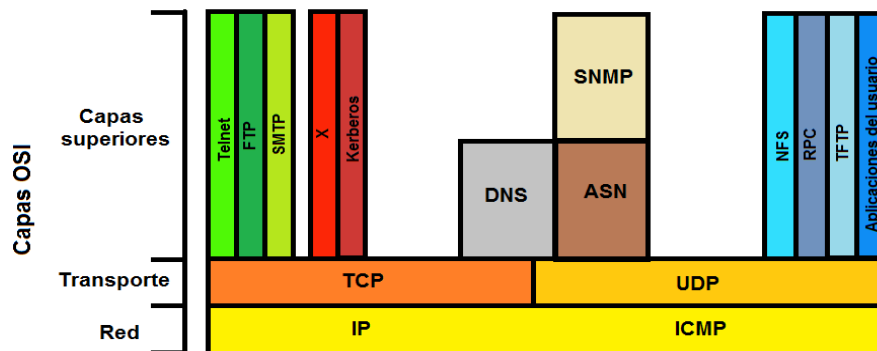 Capas OSI
Capas
superiores
Telnet
FTP
SMTP
X
Kerberos
SNMP
DNS
ASN
NFS
RPC
TFTP
Aplicaciones del usuario
Transporte
TCP
UDP
Red
IP
ICMP